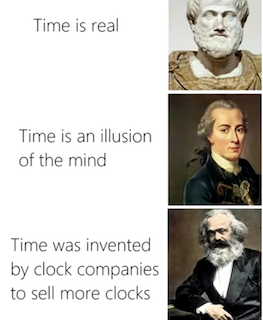 Time is real
Time is an illusion
of the mind
Time was invented
by clock companies
to sell more clocks